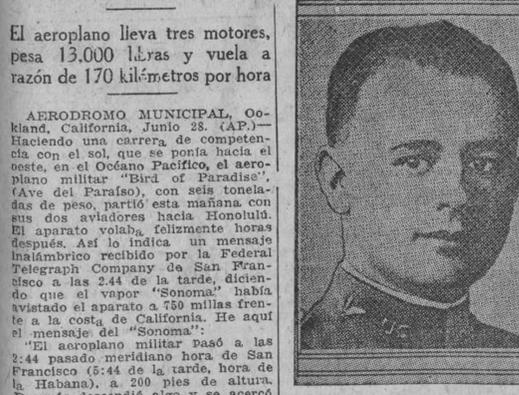 El aeroplano lleva tres motores,
pesa 13.000 libras y vuela a
razón de 170 kilómetros por hora
AERODROMO MUNICIPAL, Oo-
kland, California, Junio 28. (AP.)—
Haciendo una carrera de competen-
cia con el sol, que se ponía hacia el
oeste, en el Océano Pacífico, el aero-
plano militar "Bird of Paradise",
(Ave del Paraíso), con seis tonela-
das de peso, partió esta mañana con
sus dos aviadores hacia Honolulú.
El aparato volaba felizmente horas
después. Así lo indica un mensaje
inalámbrico recibido por la Federal
Telegraph Company de San Fran-
cisco a las 2.44 de la tarde, dicien-
do que el vapor "Sonoma" había
avistado el aparato a 750 millas fren-
te a la costa de California. He aquí
el mensaje del "Sonoma":
"El aeroplano militar pasó a las
2:44 pasado meridiano hora de San
Francisco (5:44 de la tarde, hora de
la Habana), a 200 pies de altura.
descendió algo y se acercó